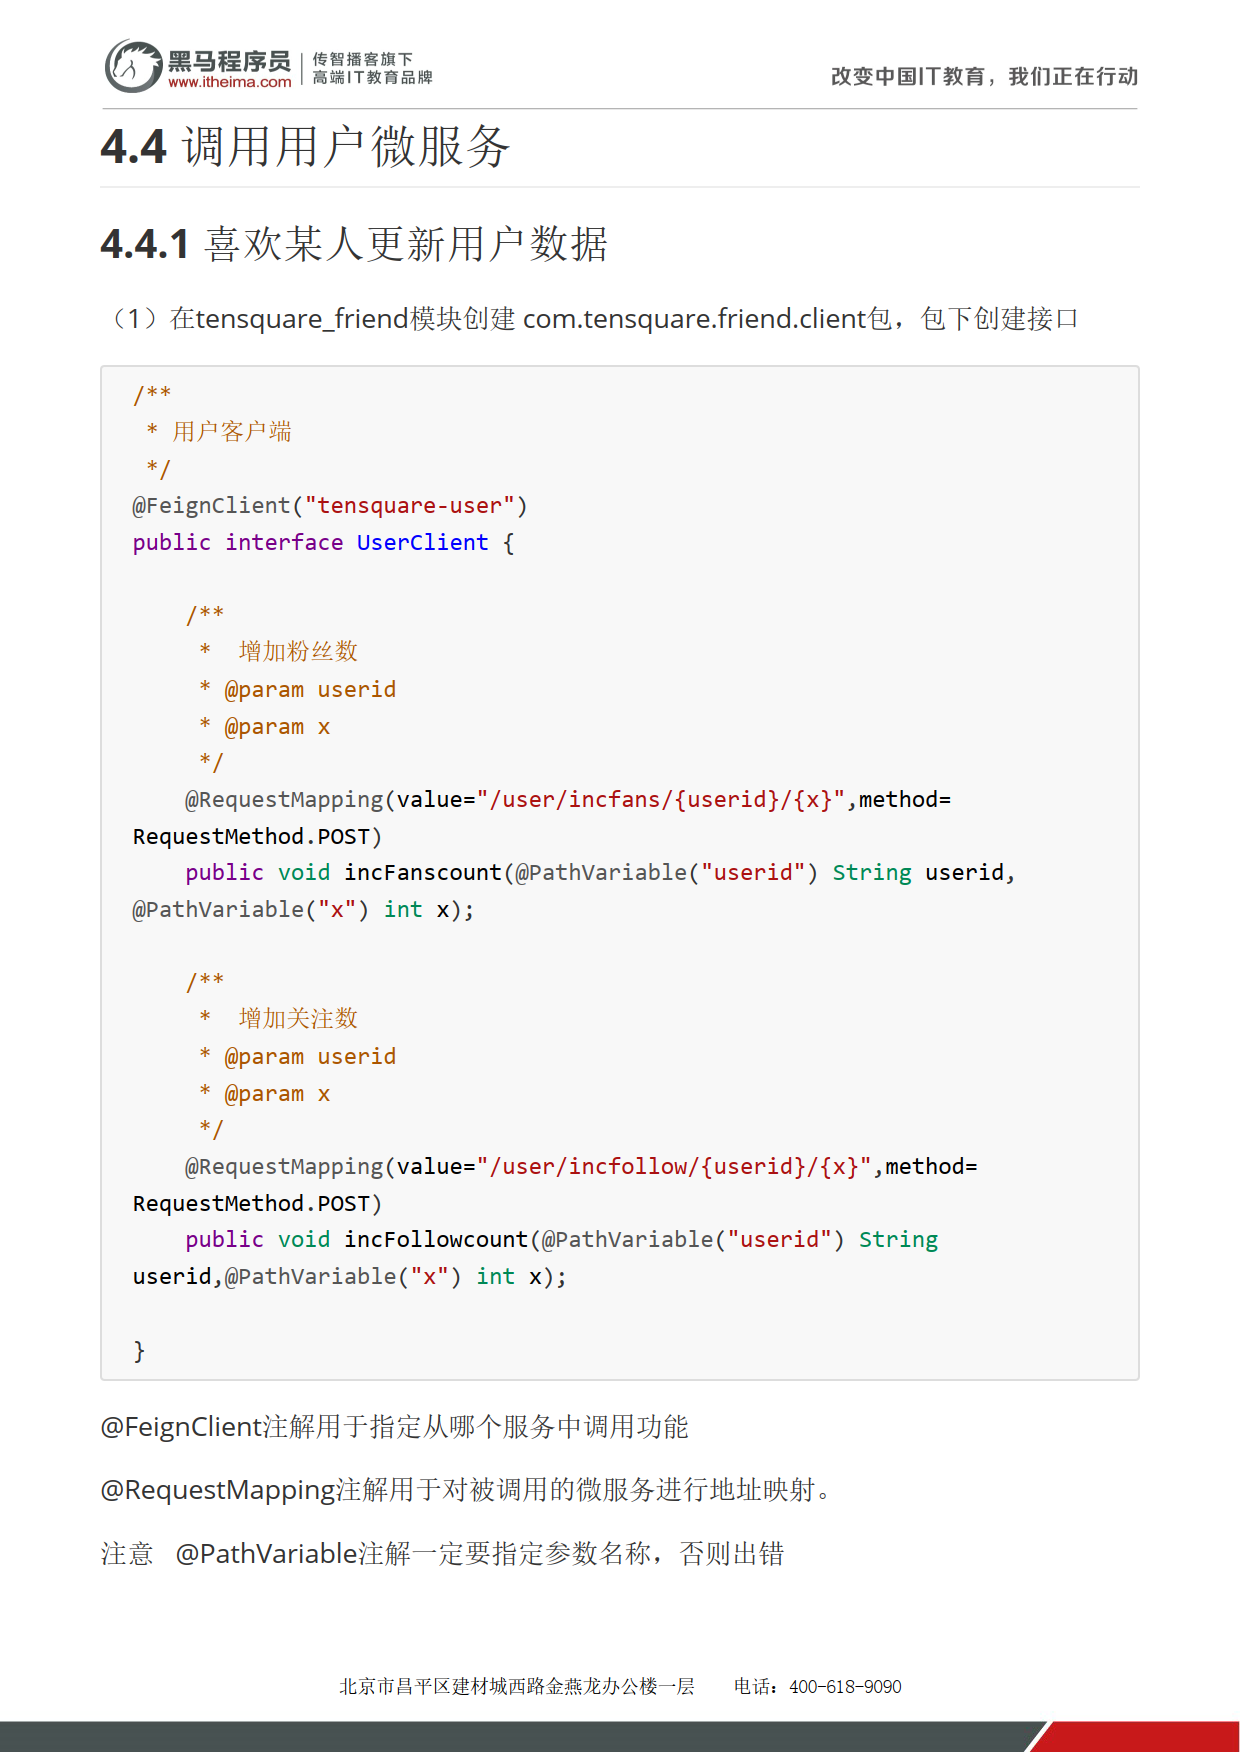 黑马程序员
www.itheima.com
传智播客旗下
高端IT教育品牌
改变中国IT教育，我们正在行动
4.4 调用用户微服务
4.4.1 喜欢某人更新用户数据
（1）在tensquare_friend模块创建 com.tensquare.friend.client包，包下创建接口
/**
 * 用户客户端
 */
@FeignClient("tensquare-user")
public interface UserClient {
    /**
     *  增加粉丝数
     * @param userid
     * @param x
     */
    @RequestMapping(value="/user/incfans/{userid}/{x}",method=
RequestMethod.POST)
    public void incFanscount(@PathVariable("userid") String userid,
@PathVariable("x") int x);
    /**
     *  增加关注数
     * @param userid
     * @param x
     */
    @RequestMapping(value="/user/incfollow/{userid}/{x}",method=
RequestMethod.POST)
    public void incFollowcount(@PathVariable("userid") String
userid,@PathVariable("x") int x);
}
@FeignClient注解用于指定从哪个服务中调用功能
@RequestMapping注解用于对被调用的微服务进行地址映射。
注意   @PathVariable注解一定要指定参数名称，否则出错
北京市昌平区建材城西路金燕龙办公楼一层    电话：400-618-9090